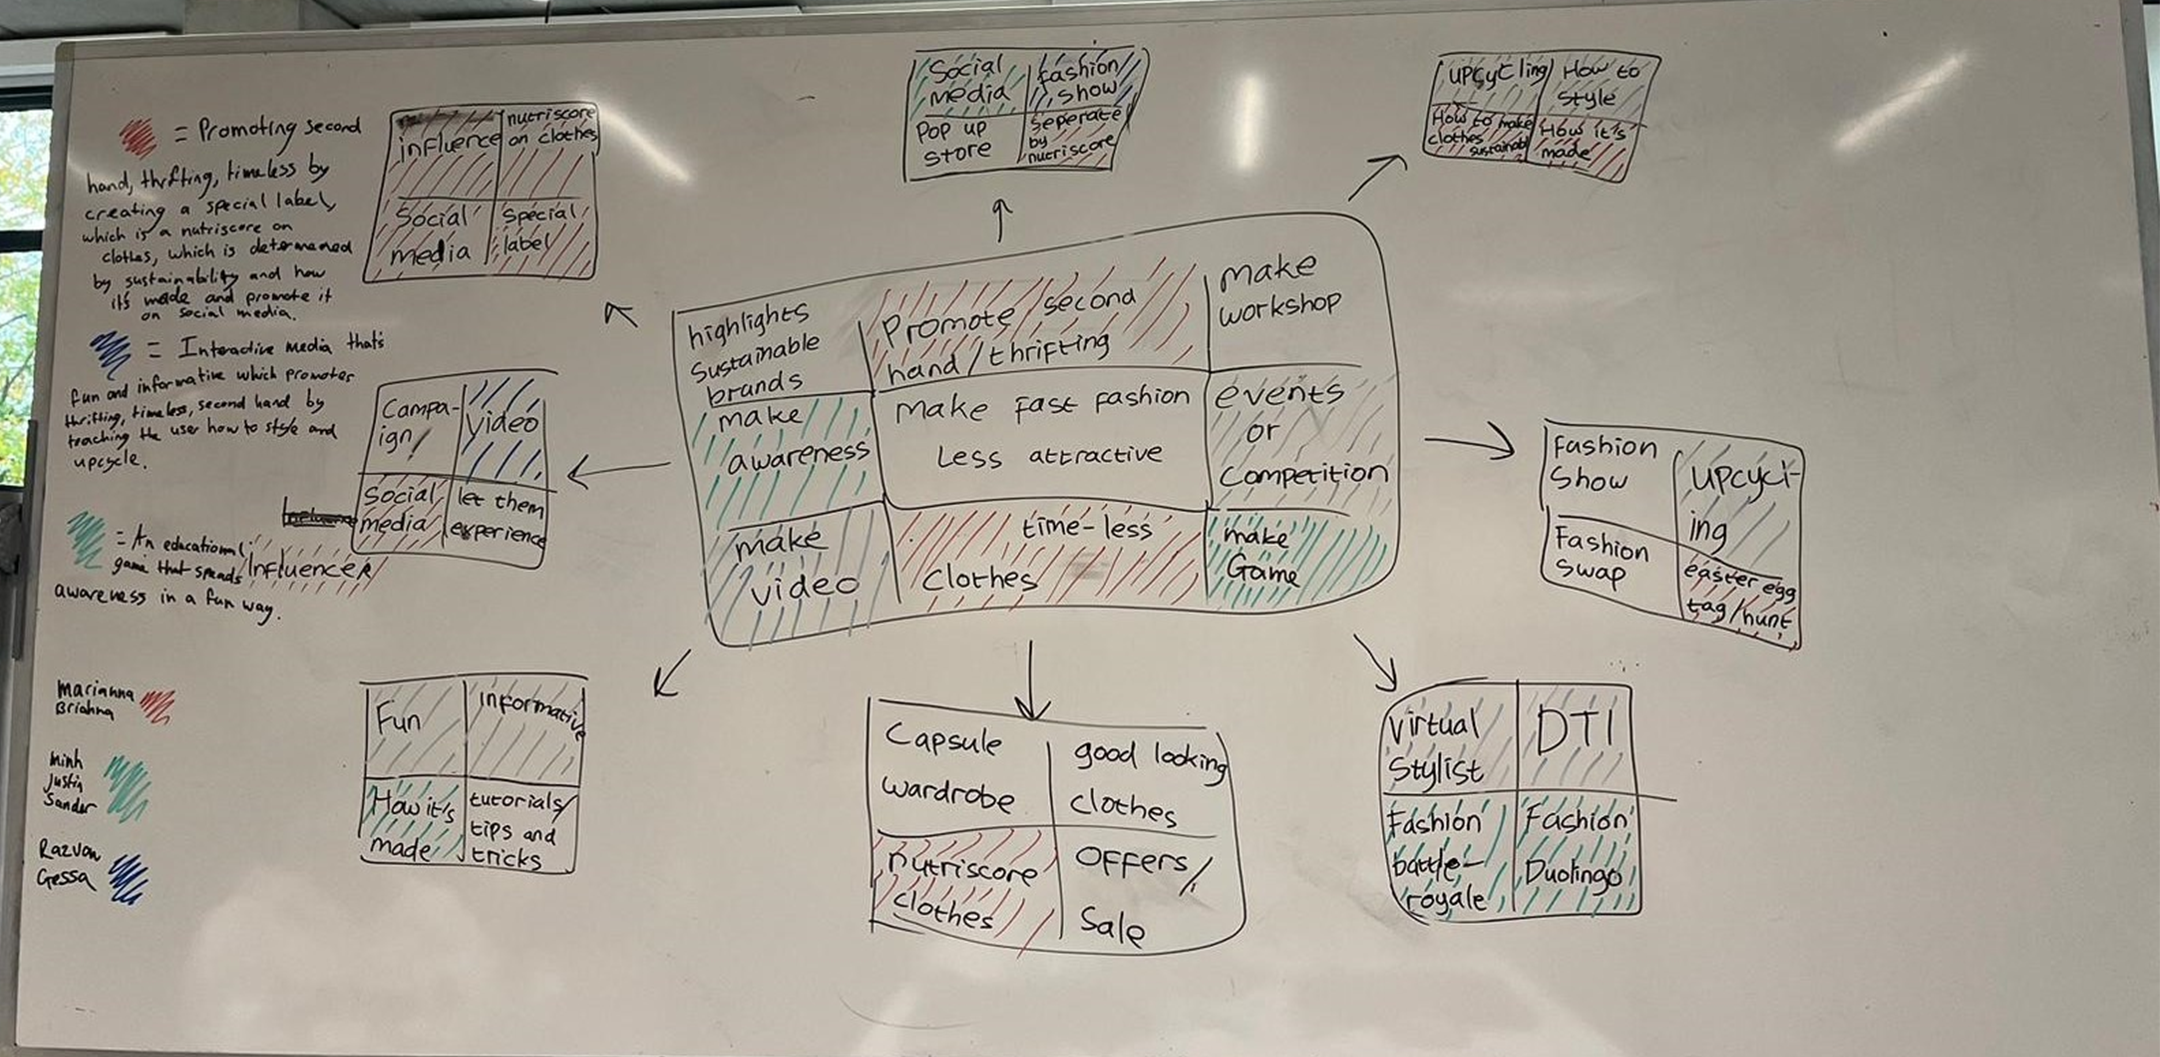 = Promoting second
hand, thrifting, timeless by
creating a special label,
which is a nutriscore on
clothes, which is determaned
by sustainability and how
it's made and promote it
on social media.
= Interactive media that's
fun and informative which promotes
thrifting, timeless, second hand by
teaching the user how to style and
upcycle.
= An educational
game that spreads
awareness in a fun way.
Marianna
Brianna
Minh
Justin
Sander
Razvan
Gessa
influence
nutriscore
on clothes
Social
media
Special
label
Social
media
fashion
show
Pop up
store
Seperate
by
nutriscore
upcycling
How to
style
How to make
clothes
sustainable
How it's
made
highlights
sustainable
brands
Promote second
hand / thrifting
make
workshop
make
awareness
Make fast fashion
Less attractive
events
or
Competition
make
video
time-less
clothes
make
Game
Campa-
ign
video
Social
media
let them
experience
InfluenceR
Fashion
Show
upcycl-
ing
Fashion
swap
easter egg
tag/hunt
Fun
informative
How it's
made
tutorials/
tips and
tricks
Capsule
wardrobe
good looking
clothes
nutriscore
clothes
offers/
Sale
virtual
Stylist
DTI
Fashion
battle-
royale
Fashion
Duolingo